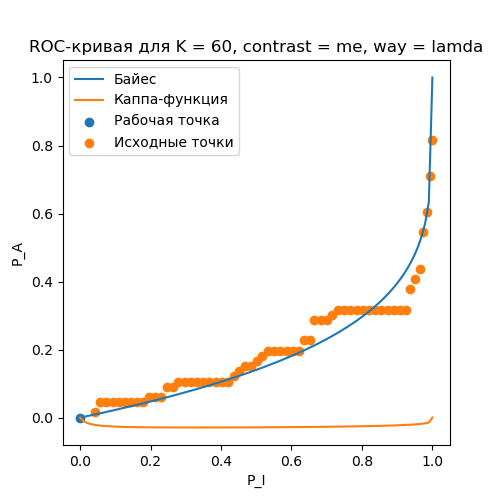 ROC-кривая для K = 60, contrast = me, way = lamda
Байес
Каппа-функция
Рабочая точка
Исходные точки
1.0
0.8
0.6
0.4
0.2
0.0
P_A
0.0 0.2 0.4 0.6 0.8 1.0
P_I